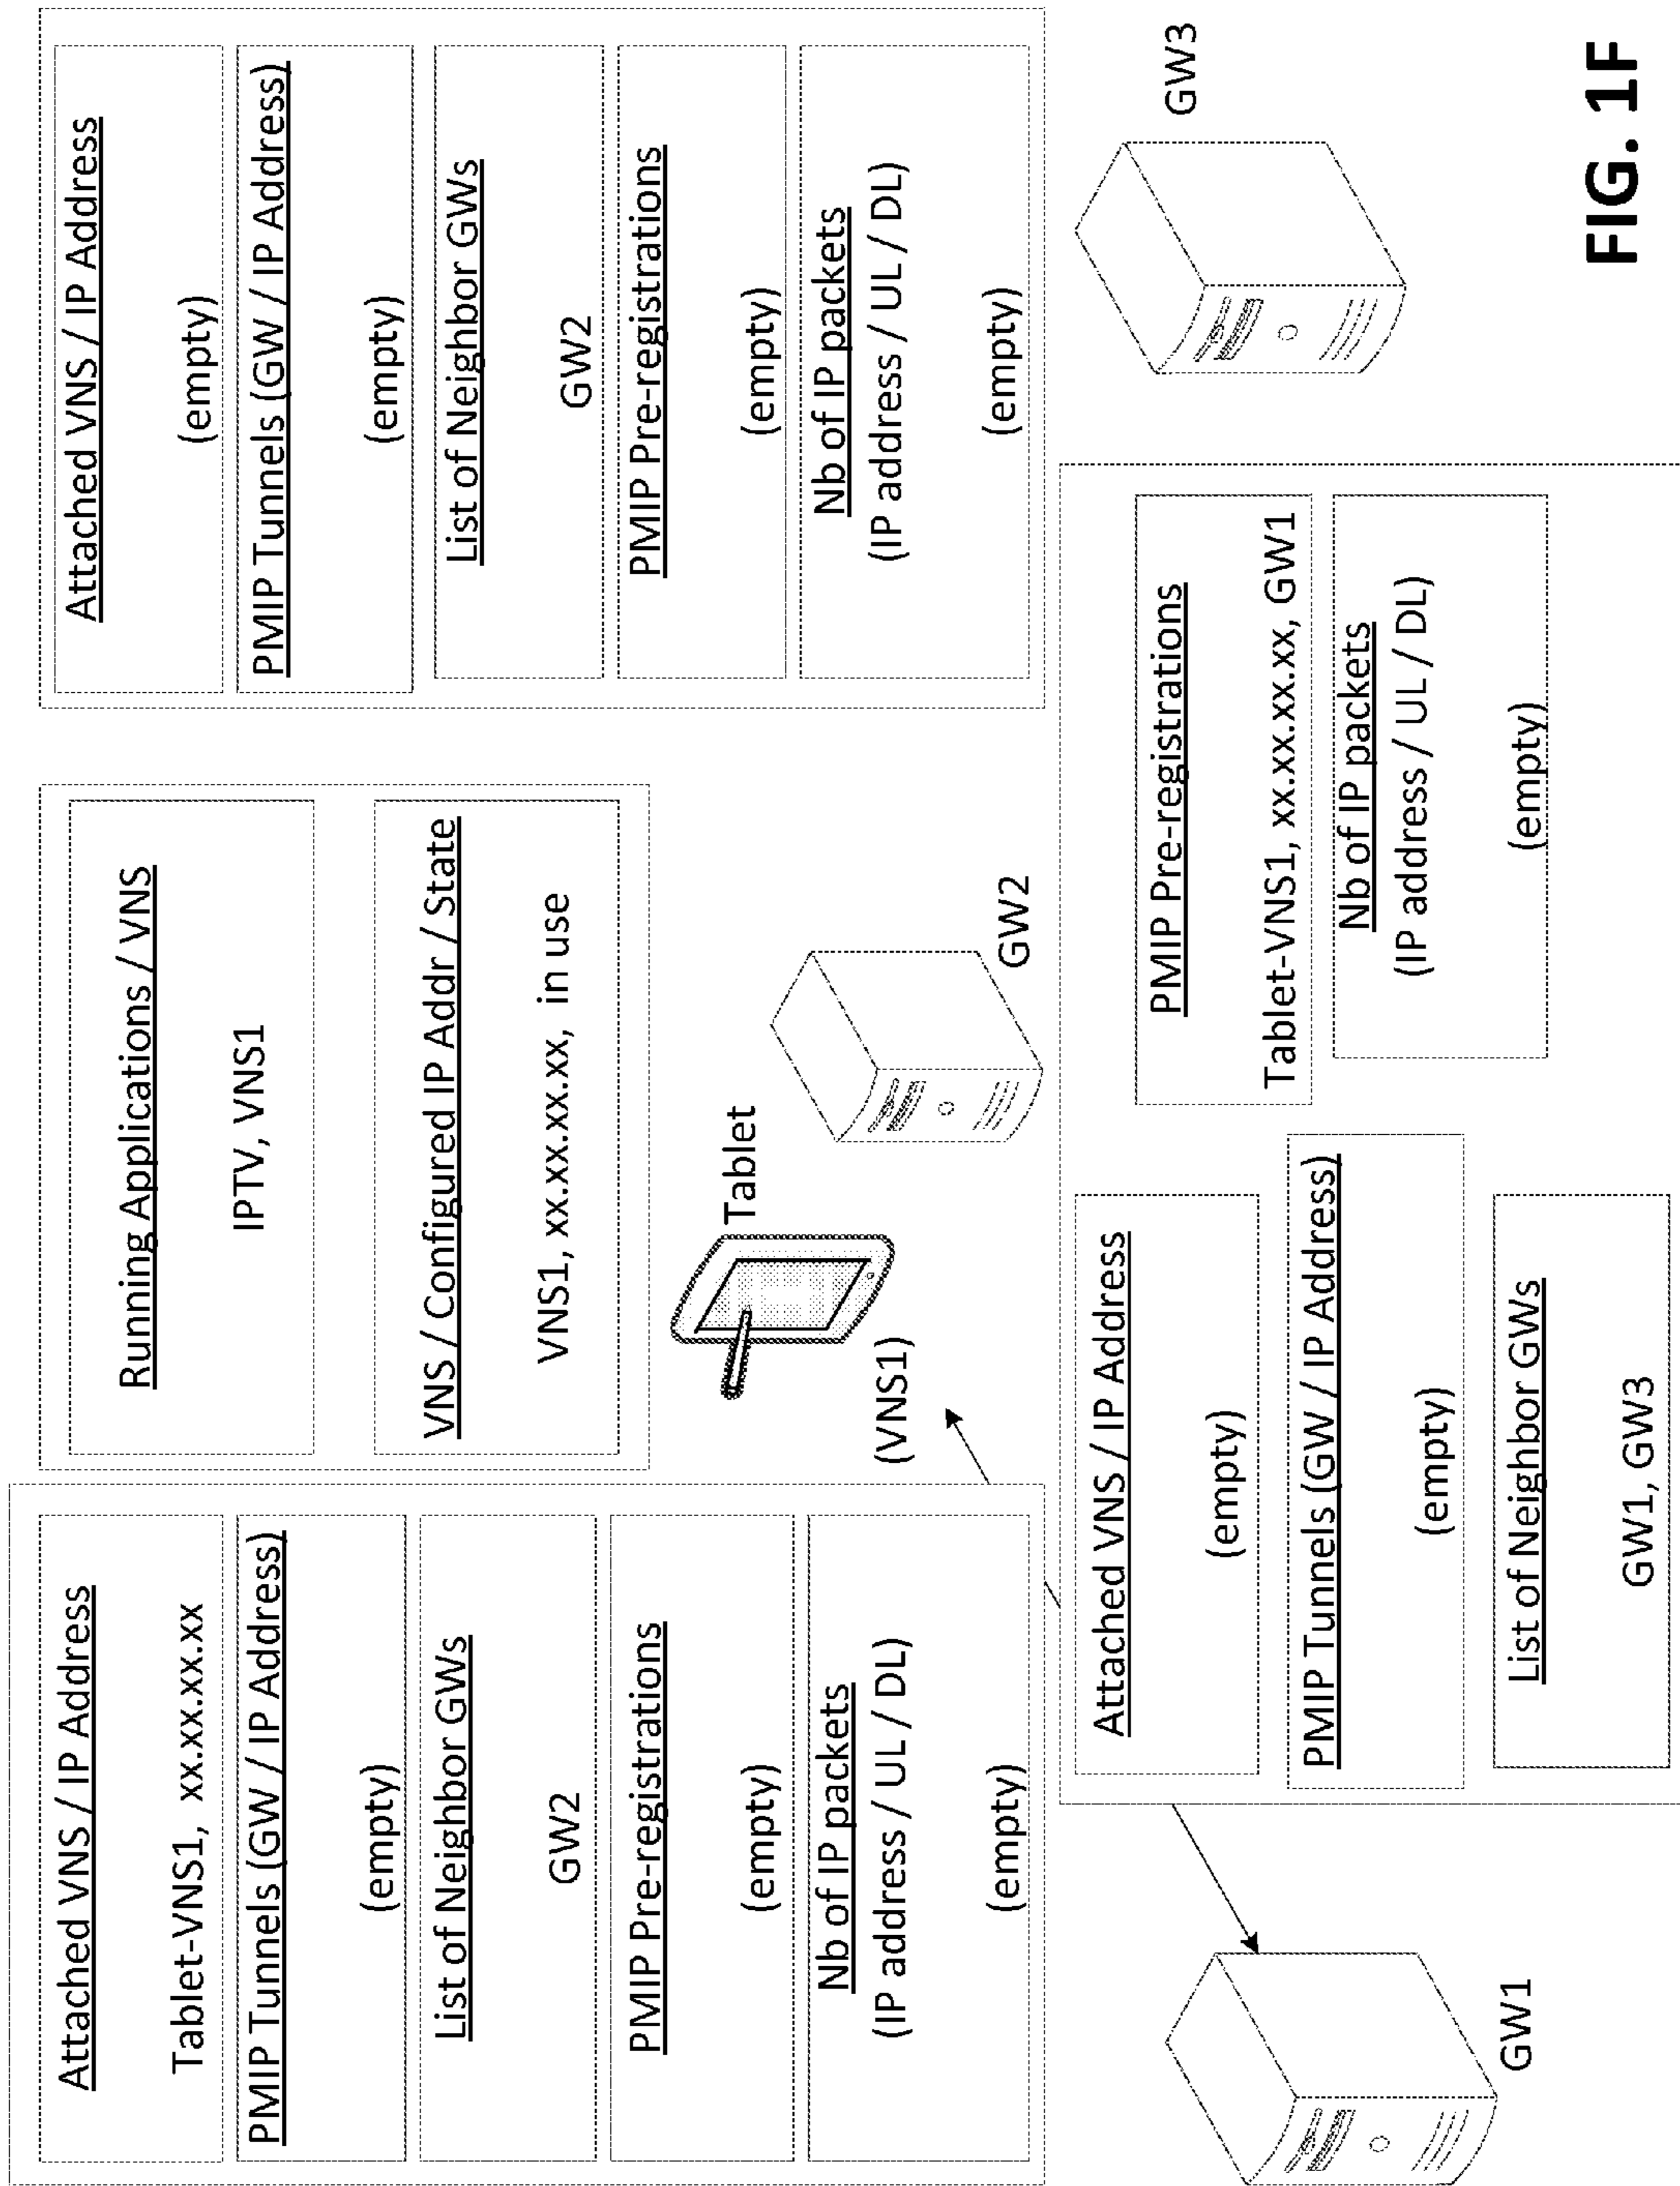 Attached VNS / IP Address
Tablet-VNS1, xx.xx.xx.xx
PMIP Tunnels (GW / IP Address)
(empty)
List of Neighbor GWs
GW2
PMIP Pre-registrations
(empty)
Nb of IP packets
(IP address / UL / DL)
(empty)
Running Applications / VNS
IPTV, VNS1
VNS / Configured IP Addr / State
VNS1, xx.xx.xx.xx, in use
Attached VNS / IP Address
(empty)
PMIP Tunnels (GW / IP Address)
(empty)
List of Neighbor GWs
GW2
PMIP Pre-registrations
(empty)
Nb of IP packets
(IP address / UL / DL)
(empty)
Tablet
(VNS1)
GW2
GW3
GW1
Attached VNS / IP Address
(empty)
PMIP Tunnels (GW / IP Address)
(empty)
List of Neighbor GWs
GW1, GW3
PMIP Pre-registrations
Tablet-VNS1, xx.xx.xx.xx, GW1
Nb of IP packets
(IP address / UL / DL)
(empty)
FIG. 1F